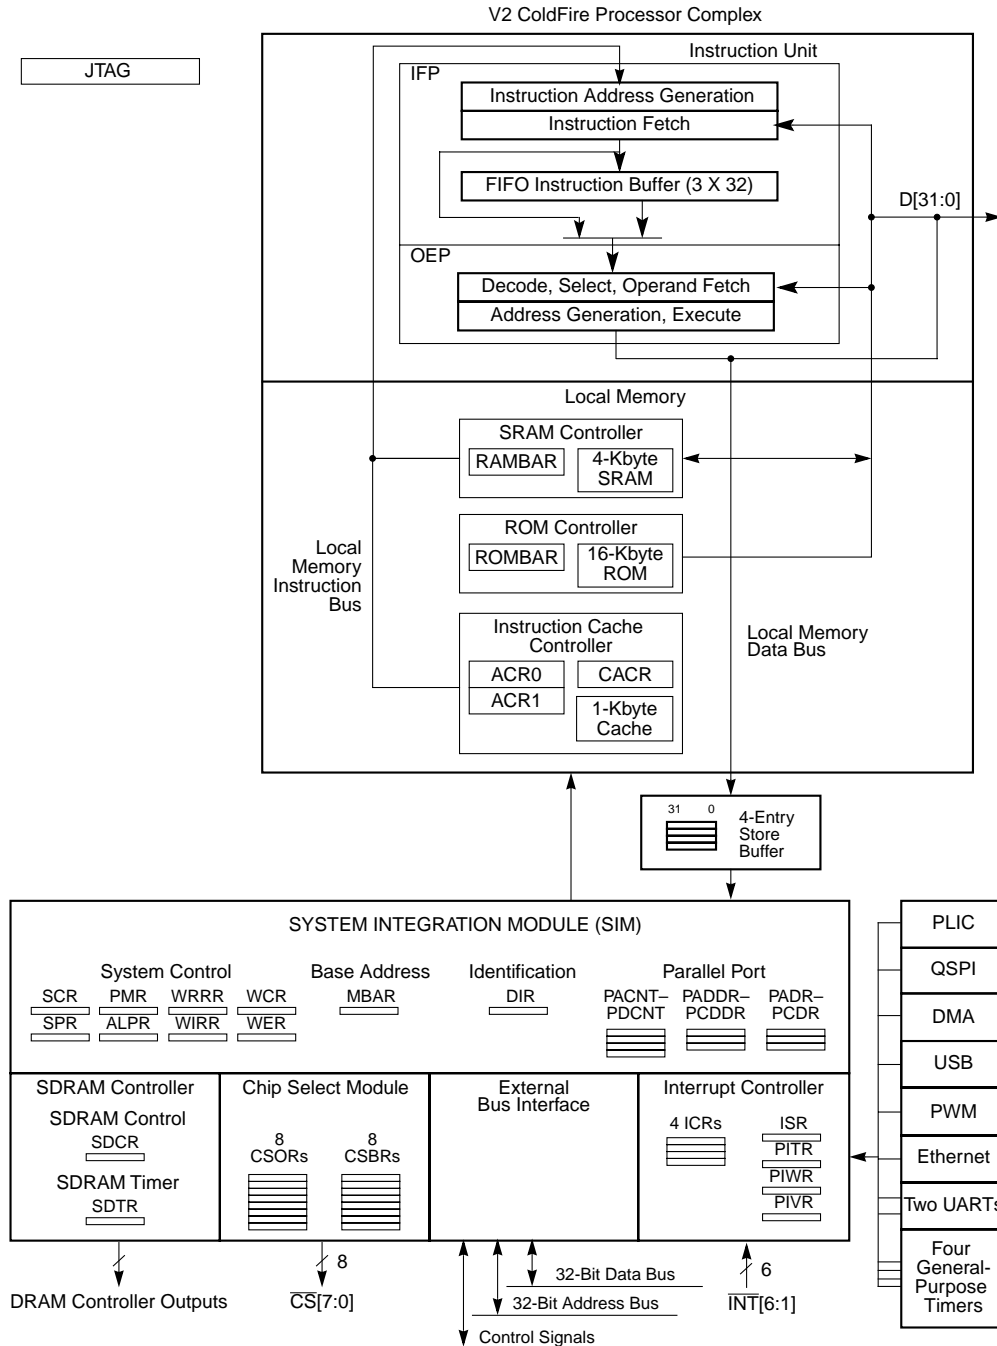 V2 ColdFire Processor Complex
JTAG
Instruction Unit
IFP
Instruction Address Generation
Instruction Fetch
FIFO Instruction Buffer (3 X 32)
D[31:0]
OEP
Decode, Select, Operand Fetch
Address Generation, Execute
Local Memory
SRAM Controller
RAMBAR
4-Kbyte
SRAM
ROM Controller
ROMBAR
16-Kbyte
ROM
Local
Memory
Instruction
Bus
Instruction Cache
Controller
ACR0
ACR1
CACR
1-Kbyte
Cache
Local Memory
Data Bus
31 0
4-Entry
Store
Buffer
SYSTEM INTEGRATION MODULE (SIM)
System Control
SCR PMR WRRR WCR
SPR ALPR WIRR WER
Base Address
MBAR
Identification
DIR
Parallel Port
PACNT–
PDCNT
PADDR–
PCDDR
PADR–
PCDR
SDRAM Controller
SDRAM Control
SDCR
SDRAM Timer
SDTR
Chip Select Module
8
CSORs
8
CSBRs
External
Bus Interface
Interrupt Controller
4 ICRs
ISR
PITR
PIWR
PIVR
PLIC
QSPI
DMA
USB
PWM
Ethernet
Two UARTs
Four
General-
Purpose
Timers
DRAM Controller Outputs
8
CS[7:0]
32-Bit Data Bus
32-Bit Address Bus
Control Signals
6
INT[6:1]